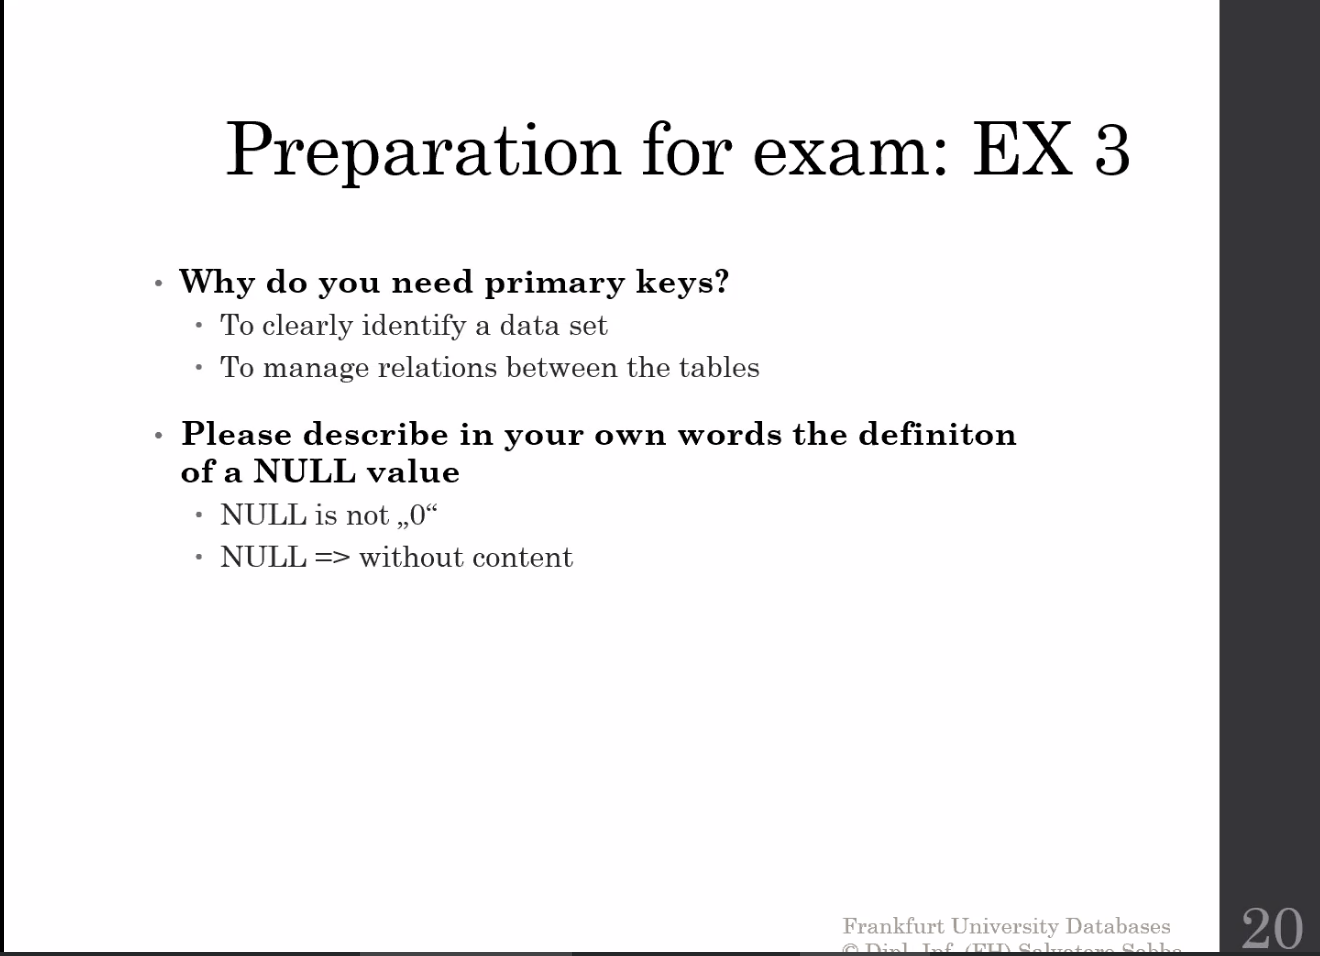 Preparation for exam: EX 3
• Why do you need primary keys?
• To clearly identify a data set
• To manage relations between the tables
• Please describe in your own words the definiton
of a NULL value
• NULL is not „0“
• NULL => without content
Frankfurt University Databases
© Dipl. Inf. (FH) Salvatore
20